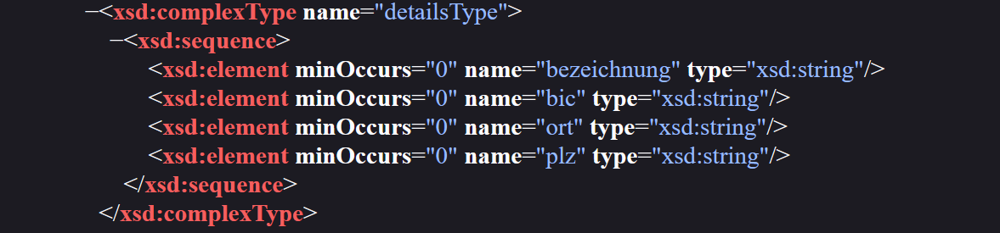 –<xsd:complexType name="detailsType">
–<xsd:sequence>
<xsd:element minOccurs="0" name="bezeichnung" type="xsd:string"/>
<xsd:element minOccurs="0" name="bic" type="xsd:string"/>
<xsd:element minOccurs="0" name="ort" type="xsd:string"/>
<xsd:element minOccurs="0" name="plz" type="xsd:string"/>
</xsd:sequence>
</xsd:complexType>